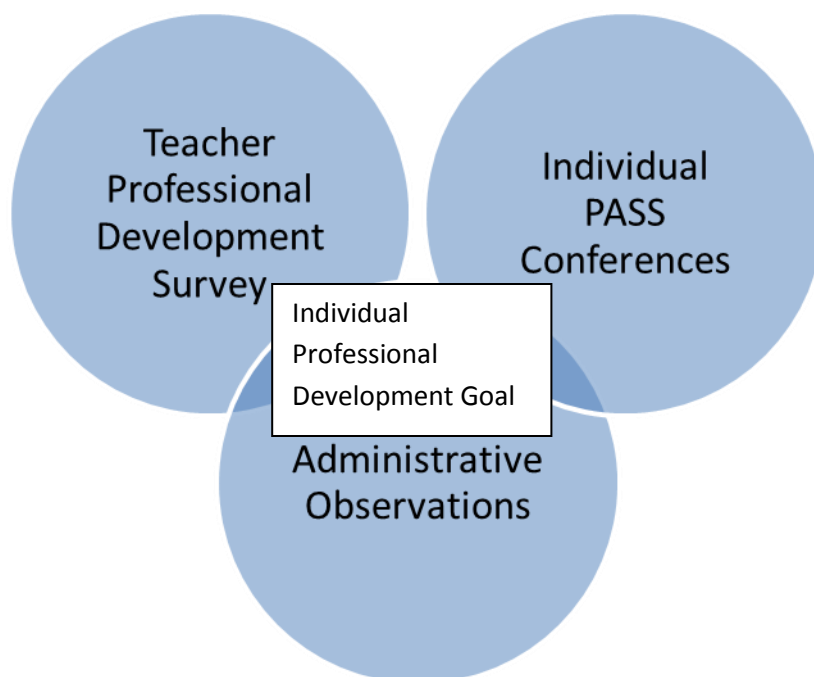 Teacher
Professional
Development
Survey
Individual
PASS
Conferences
Individual
Professional
Development Goal
Administrative
Observations